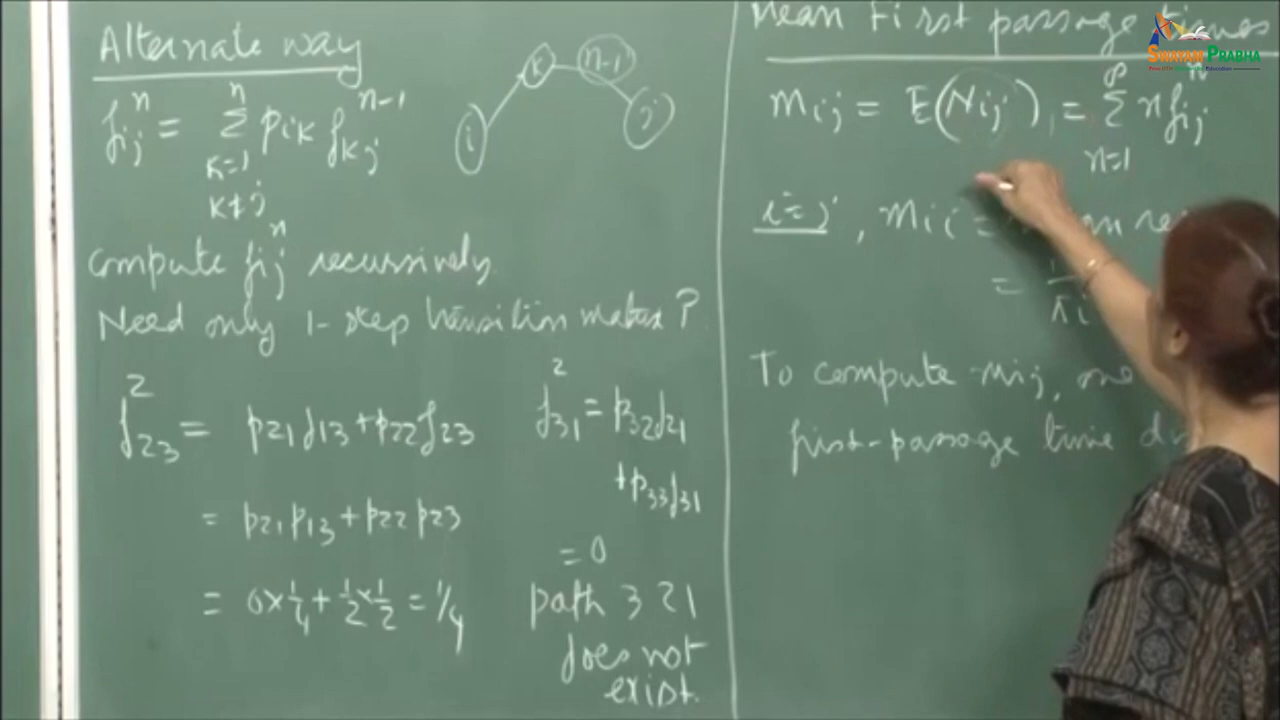 Alternate way
f_ij^n = Σ_{k=1, k≠j}^n p_ik f_kj^{n-1}
i k n-1 j
compute f_ij^n recursively.
Need only 1-step transition matrix P
f_23^2 = p21 f13 + p22 f23
= p21 p13 + p22 p23
= 0 x 1/4 + 1/2 x 1/2 = 1/4
f_31^2 = p32 f21
+ p33 f31
= 0
path 3 2 1
does not
exist.
Mean First passage times
SWAYAM PRABHA
m_ij = E(N_ij), = Σ_{n=1}^∞ n f_ij^n
i = j, m_ii =
= 1/π_i
To compute m_ij, one
first-passage time